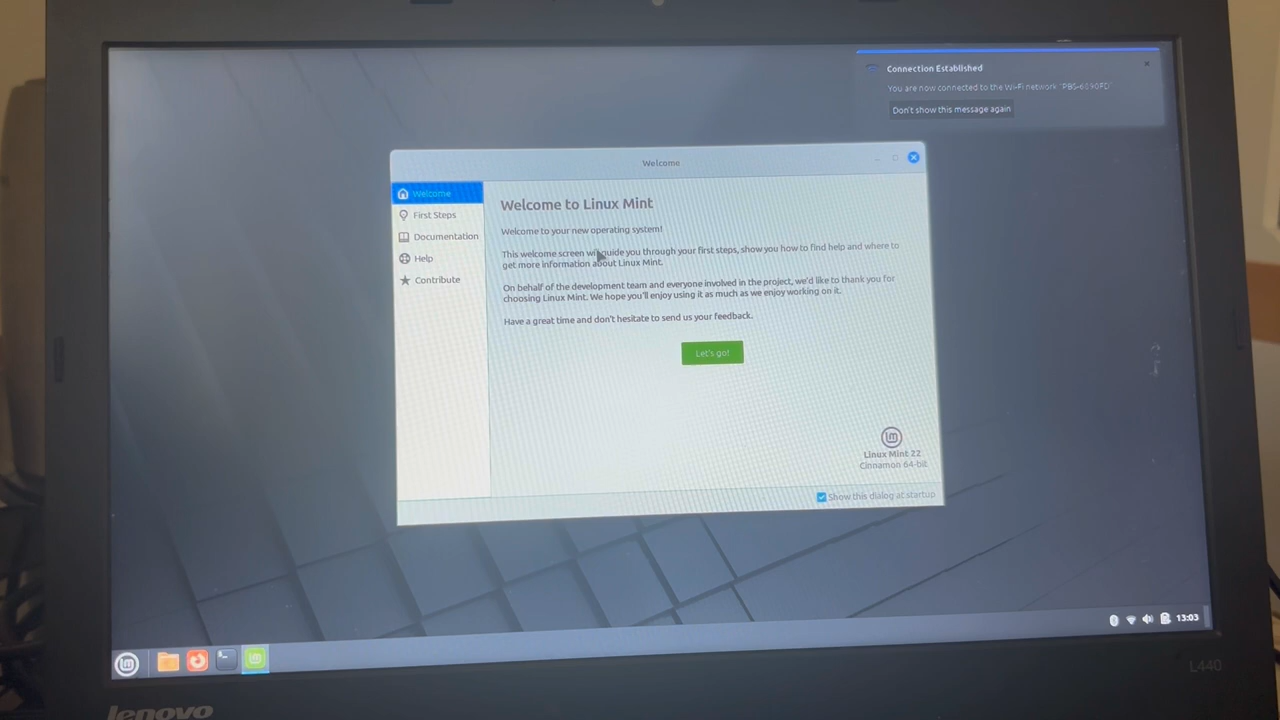 Connection Established
You are now connected to the Wi-Fi network
Don't show this message again
Welcome
Welcome
First Steps
Documentation
Help
Contribute
Welcome to Linux Mint
Welcome to your new operating system!
This welcome screen will guide you through your first steps, show you how to find help and where to
get more information about Linux Mint.
On behalf of the development team and everyone involved in the project, we'd like to thank you for
choosing Linux Mint. We hope you'll enjoy using it as much as we enjoy working on it.
Have a great time and don't hesitate to send us your feedback.
Let's go!
Linux Mint 22
Cinnamon 64-bit
Show this dialog at startup
13:03
L440
lenovo